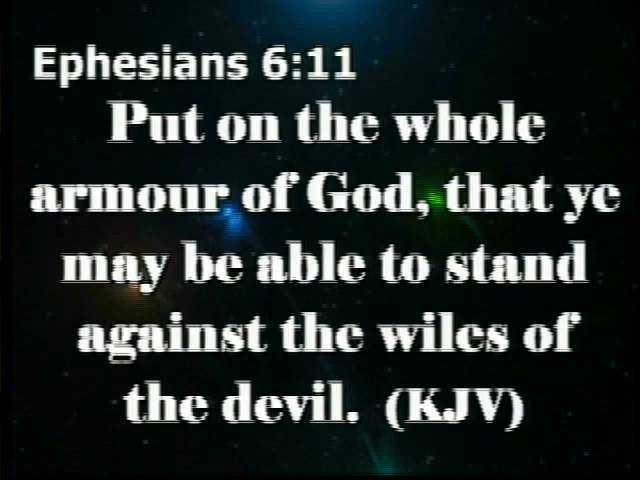 Ephesians 6:11
Put on the whole
armour of God, that ye
may be able to stand
against the wiles of
the devil. (KJV)